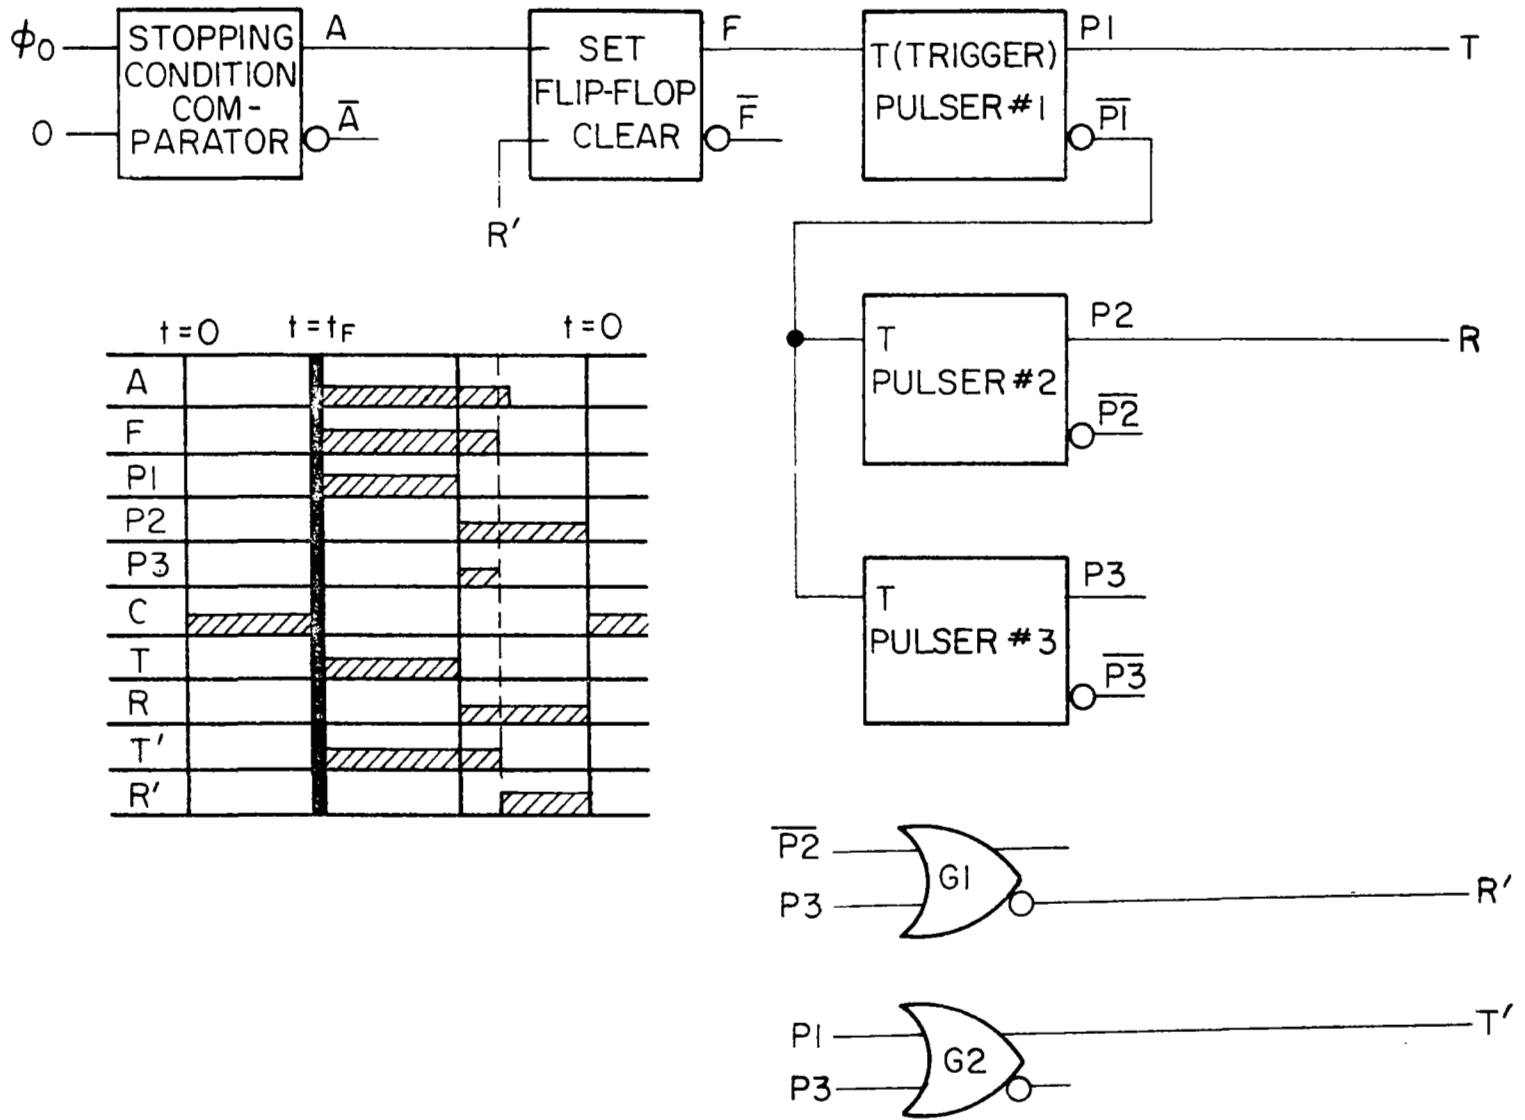 ϕ0
0
STOPPING
CONDITION
COM-
PARATOR
A
A̅
SET
FLIP-FLOP
CLEAR
R′
F
F̅
T(TRIGGER)
PULSER #1
P1
P̅1̅
T
T
PULSER #2
P2
P̅2̅
R
T
PULSER #3
P3
P̅3̅
t=0 t=tF t=0
A
F
P1
P2
P3
C
T
R
T′
R′
P̅2̅
P3
G1
R′
P1
P3
G2
T′